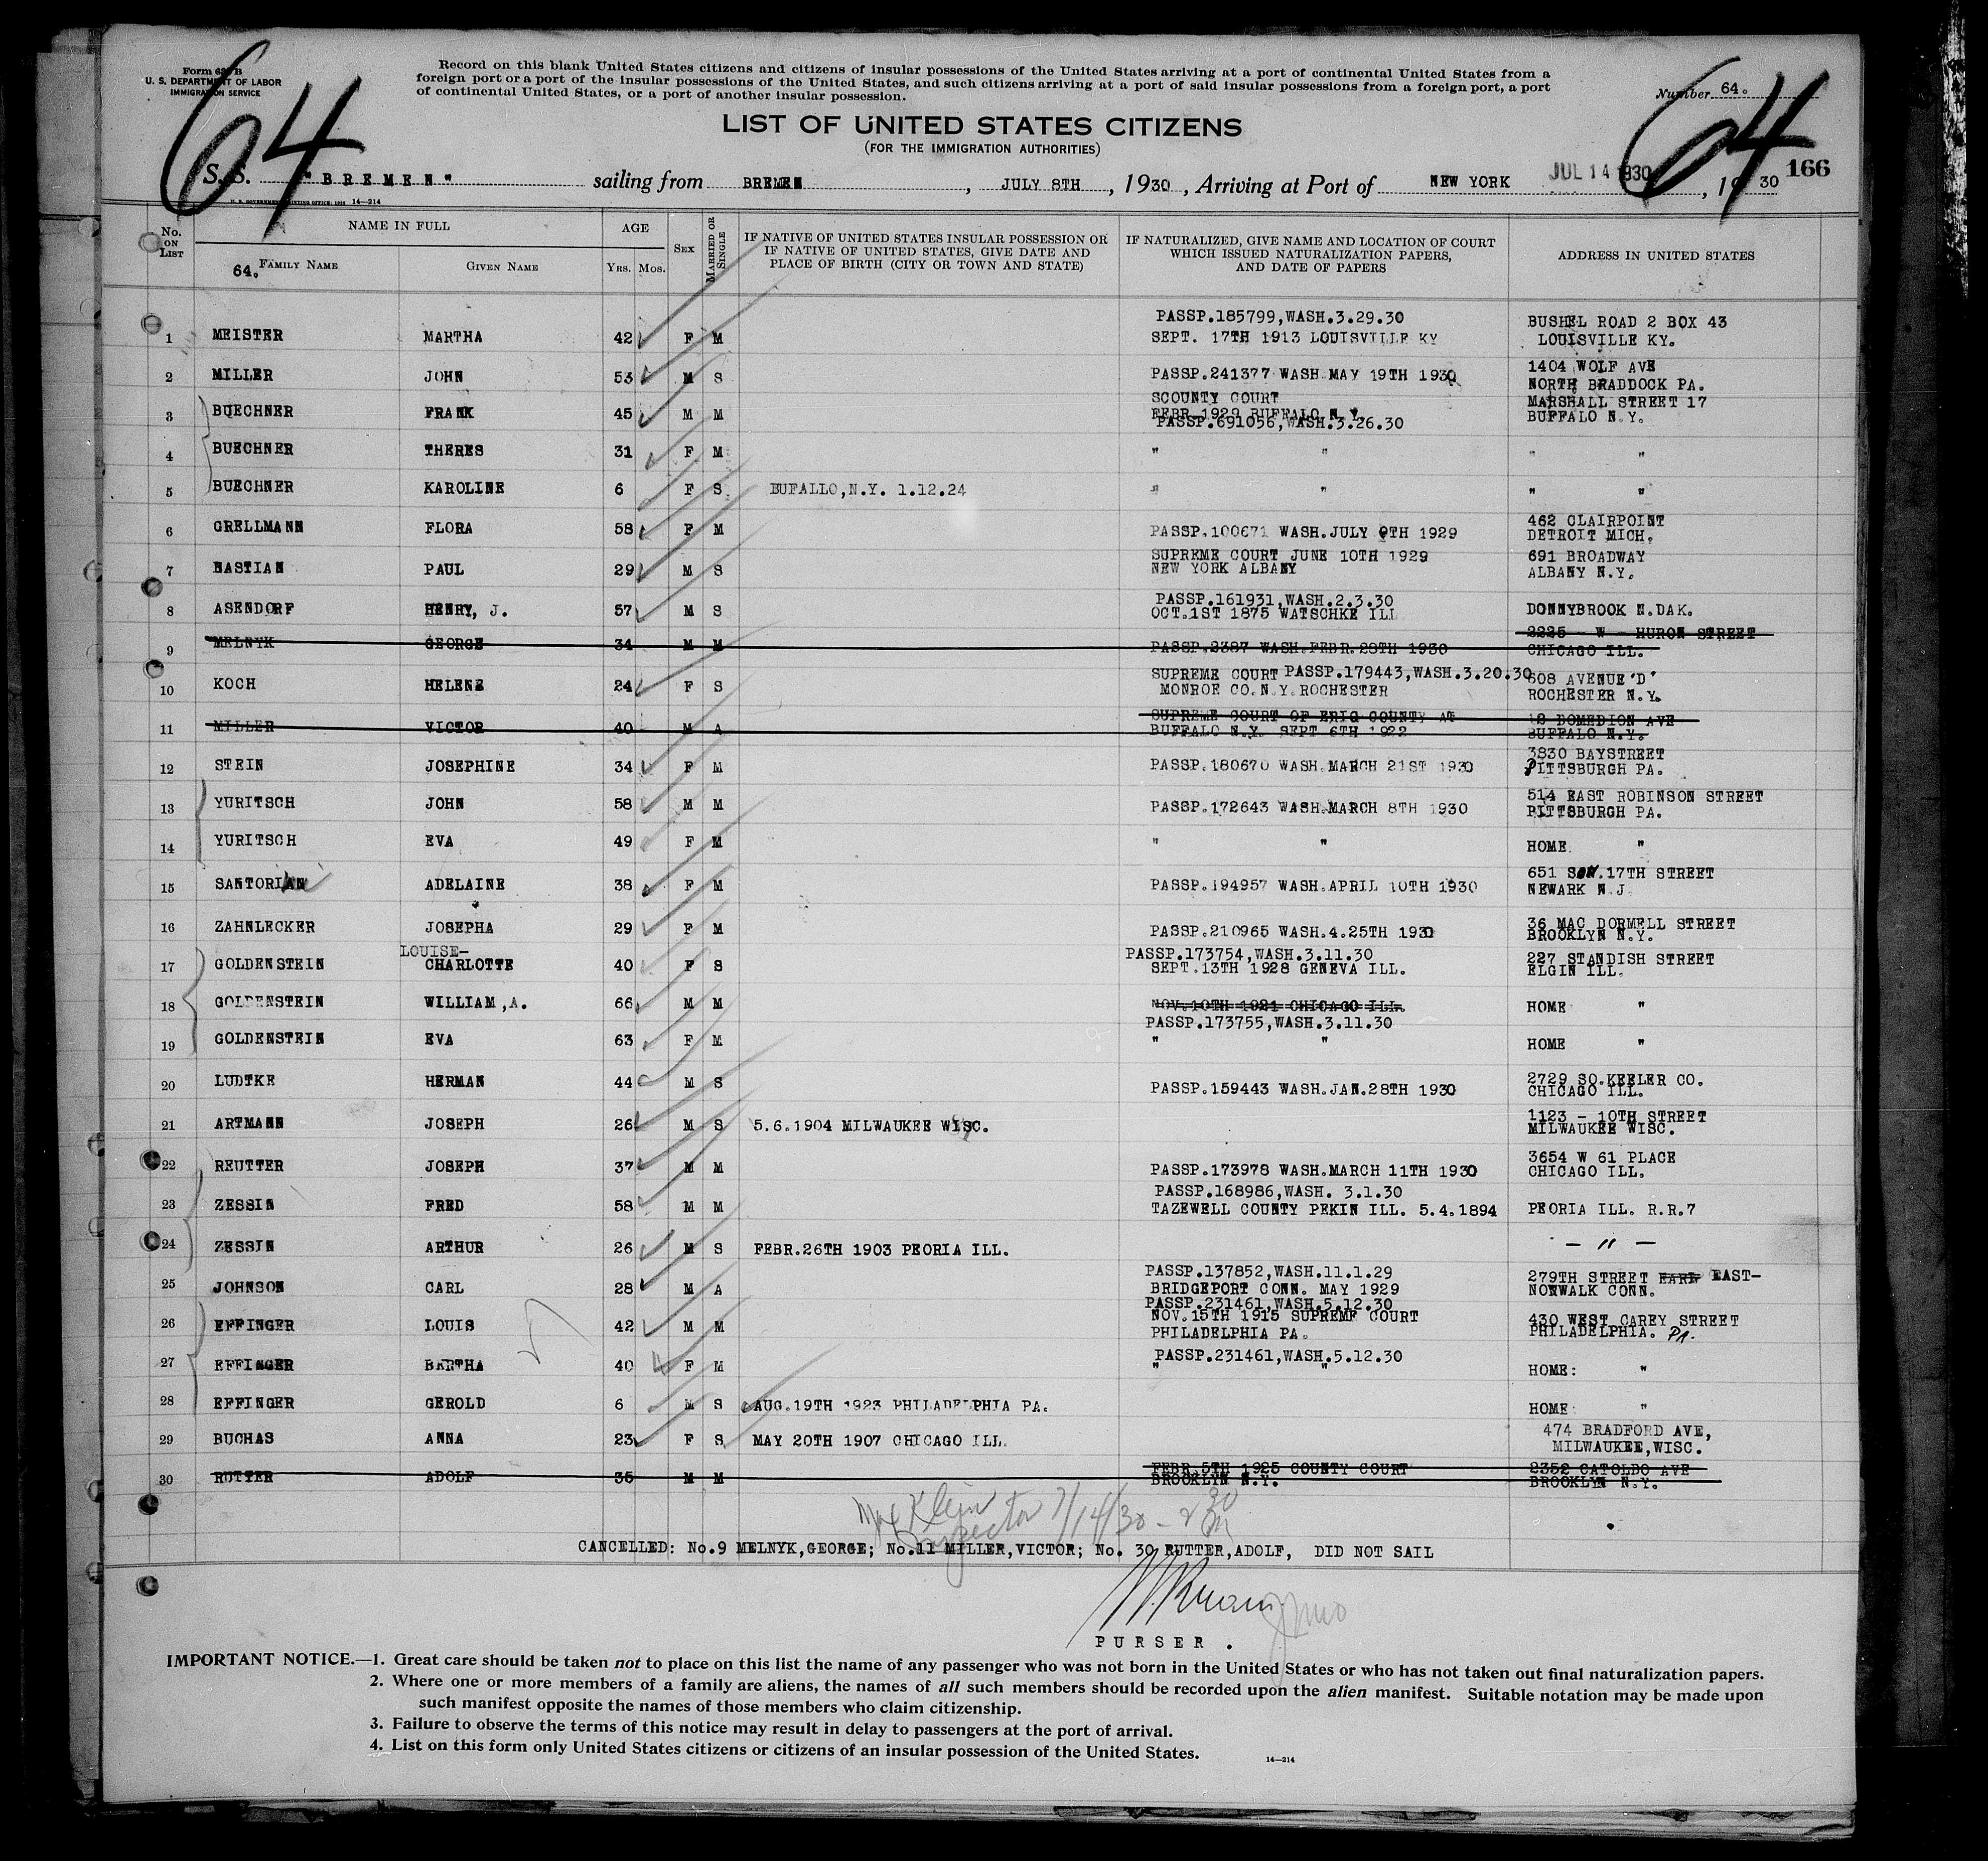 Form 630 B
U. S. DEPARTMENT OF LABOR
IMMIGRATION SERVICE
64
Record on this blank United States citizens and citizens of insular possessions of the United States arriving at a port of continental United States from a
foreign port or a port of the insular possessions of the United States, and such citizens arriving at a port of said insular possessions from a foreign port, a port
of continental United States, or a port of another insular possession.
Number 64.
64
LIST OF UNITED STATES CITIZENS
(FOR THE IMMIGRATION AUTHORITIES)
S.S. "BREMEN" sailing from BREMEN, JULY 8TH, 1930, Arriving at Port of NEW YORK JUL 14 1930, 1930 166
U. S. GOVERNMENT PRINTING OFFICE: 14—214
No. ON LIST
NAME IN FULL
64. FAMILY NAME GIVEN NAME
AGE
YRS. MOS.
SEX
MARRIED OR SINGLE
IF NATIVE OF UNITED STATES INSULAR POSSESSION OR
IF NATIVE OF UNITED STATES, GIVE DATE AND
PLACE OF BIRTH (CITY OR TOWN AND STATE)
IF NATURALIZED, GIVE NAME AND LOCATION OF COURT
WHICH ISSUED NATURALIZATION PAPERS,
AND DATE OF PAPERS
ADDRESS IN UNITED STATES
1 MEISTER MARTHA 42 F M PASSP.185799,WASH.3.29.30
SEPT. 17TH 1913 LOUISVILLE KY BUSHEL ROAD 2 BOX 43
LOUISVILLE KY.
2 MILLER JOHN 53 M S PASSP.241377 WASH MAY 19TH 1930 1404 WOLF AVE
NORTH BRADDOCK PA.
3 BUECHNER FRANK 45 M M SCOUNTY COURT
FEBR.1929 BUFFALO N.Y.
PASSP.691056,WASH.3.26.30 MARSHALL STREET 17
BUFFALO N.Y.
4 BUECHNER THERES 31 F M " " " "
5 BUECHNER KAROLINE 6 F S BUFALLO,N.Y. 1.12.24 " " " "
6 GRELLMANN FLORA 58 F M PASSP.100671 WASH.JULY 9TH 1929 462 CLAIRPOINT
DETROIT MICH.
7 BASTIAN PAUL 29 M S SUPREME COURT JUNE 10TH 1929
NEW YORK ALBANY 691 BROADWAY
ALBANY N.Y.
8 ASENDORF HENRY, J. 57 M S PASSP.161931,WASH.2.3.30
OCT.1ST 1875 WATSCHKE ILL DONNYBROOK N.DAK.
9 MELNYK GEORGE 34 M M PASSP.2387 WASH.FEBR.28TH 1930 2225 - W - HURON STREET
CHICAGO ILL.
10 KOCH HELENE 24 F S SUPREME COURT PASSP.179443,WASH.3.20.30
MONROE CO.N.Y.ROCHESTER 608 AVENUE'D'
ROCHESTER N.Y.
11 MILLER VICTOR 40 M A SUPREME COURT OF ERIG COUNTY AT
BUFFALO N.Y. SEPT 6TH 1922 18 DOMEDION AVE
BUFFALO N.Y.
12 STEIN JOSEPHINE 34 F M PASSP.180670 WASH.MARCH 21ST 1930 3830 BAYSTREET
PITTSBURGH PA.
13 YURITSCH JOHN 58 M M PASSP.172643 WASH.MARCH 8TH 1930 514 EAST ROBINSON STREET
PITTSBURGH PA.
14 YURITSCH EVA 49 F M " " HOME "
15 SANTORI ADELAINE 38 F M PASSP.194957 WASH.APRIL 10TH 1930 651 SO.17TH STREET
NEWARK N.J.
16 ZAHNLECKER JOSEPHA 29 F M PASSP.210965 WASH.4.25TH 1930 36 MAC DORMELL STREET
BROOKLYN N.Y.
17 GOLDENSTEIN LOUISE-
CHARLOTTE 40 F S PASSP.173754,WASH.3.11.30
SEPT.13TH 1928 GENEVA ILL. 227 STANDISH STREET
ELGIN ILL.
18 GOLDENSTEIN WILLIAM,A. 66 M M NOV.10TH 1921 CHICAGO ILL.
PASSP.173755,WASH.3.11.30 HOME "
19 GOLDENSTEIN EVA 63 F M " " HOME "
20 LUDTKE HERMAN 44 M S PASSP.159443 WASH.JAN.28TH 1930 2729 SO.KEELER CO.
CHICAGO ILL.
21 ARTMANN JOSEPH 26 M S 5.6.1904 MILWAUKEE WISC. 1123 - 10TH STREET
MILWAUKEE WISC.
22 REUTTER JOSEPH 37 M M PASSP.173978 WASH.MARCH 11TH 1930 3654 W 61 PLACE
CHICAGO ILL.
23 ZESSIN FRED 58 M M PASSP.168986,WASH. 3.1.30
TAZEWELL COUNTY PEKIN ILL. 5.4.1894 PEORIA ILL. R.R.7
24 ZESSIN ARTHUR 26 M S FEBR.26TH 1903 PEORIA ILL. - " -
25 JOHNSON CARL 28 M A PASSP.137852,WASH.11.1.29
BRIDGEPORT CONN. MAY 1929 279TH STREET EAST-
NORWALK CONN.
26 EFFINGER LOUIS 42 M M PASSP.231461,WASH.5.12.30
NOV.15TH 1915 SUPREME COURT
PHILADELPHIA PA. 430 WEST CAREY STREET
PHILADELPHIA. PA.
27 EFFINGER BERTHA 40 F M PASSP.231461,WASH.5.12.30
" " HOME: "
28 EFFINGER GEROLD 6 M S AUG.19TH 1923 PHILADELPHIA PA. HOME "
29 BUCHAS ANNA 23 F S MAY 20TH 1907 CHICAGO ILL. 474 BRADFORD AVE,
MILWAUKEE,WISC.
30 RUTTER ADOLF 35 M M FEBR.5TH 1925 COUNTY COURT
BROOKLYN N.Y. 2352 CATOLDO AVE
BROOKLYN N.Y.
Klein
Inspector 7/14/30 - 2 30
CANCELLED: No.9 MELNYK,GEORGE; No.11 MILLER,VICTOR; No. 30 RUTTER,ADOLF, DID NOT SAIL
PURSER .
IMPORTANT NOTICE.—1. Great care should be taken not to place on this list the name of any passenger who was not born in the United States or who has not taken out final naturalization papers.
2. Where one or more members of a family are aliens, the names of all such members should be recorded upon the alien manifest. Suitable notation may be made upon
such manifest opposite the names of those members who claim citizenship.
3. Failure to observe the terms of this notice may result in delay to passengers at the port of arrival.
4. List on this form only United States citizens or citizens of an insular possession of the United States.
14—214